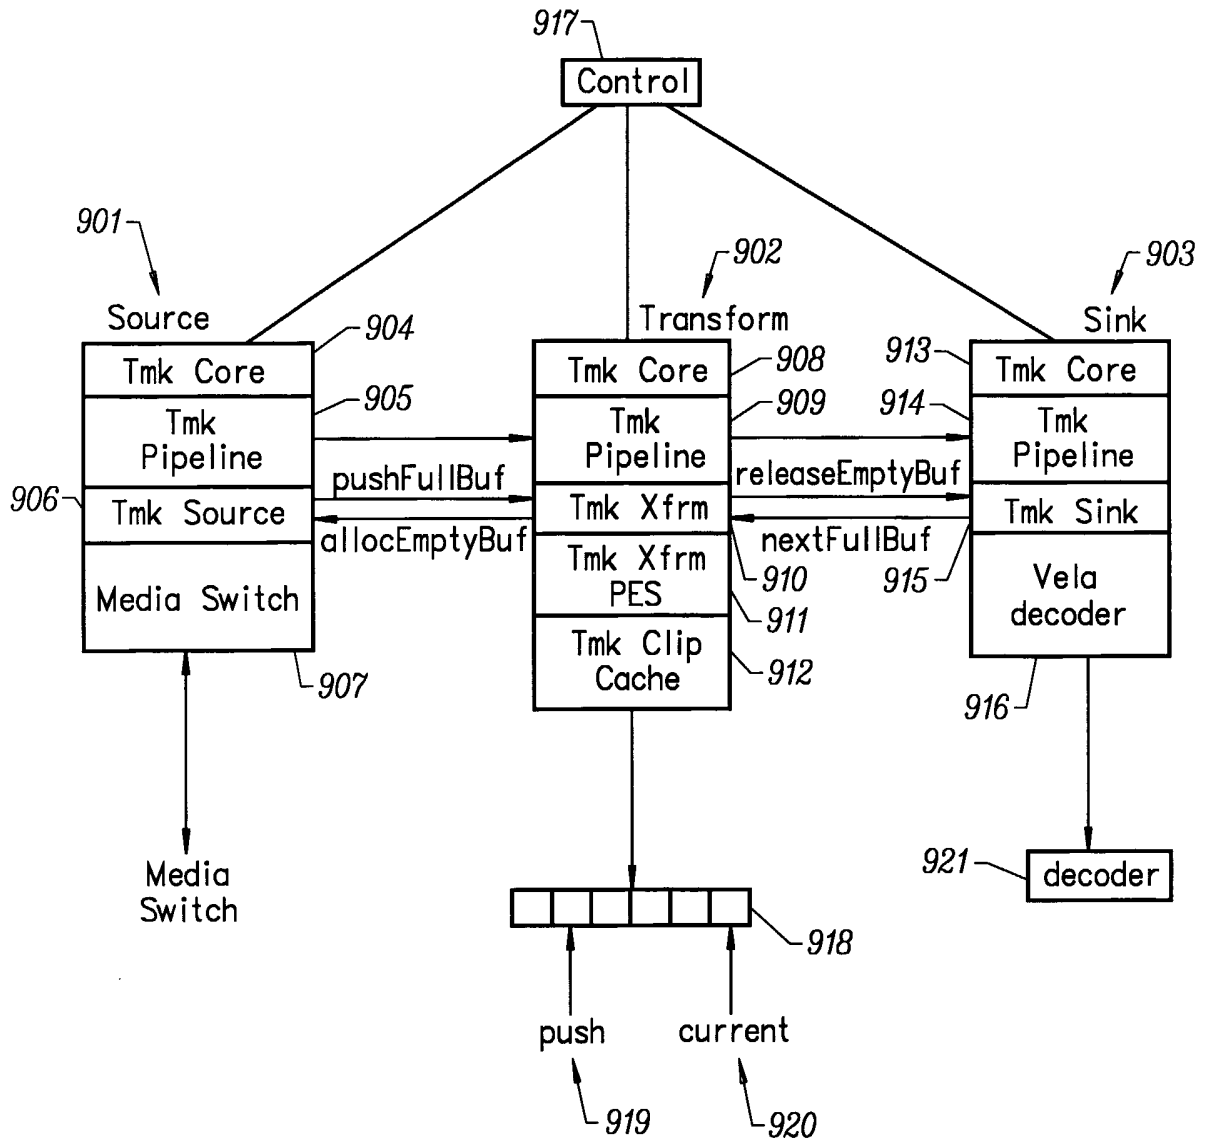 917
Control
901
902
903
Source
Transform
Sink
904
908
913
Tmk Core
Tmk Core
Tmk Core
905
909
914
Tmk
Pipeline
Tmk
Pipeline
Tmk
Pipeline
pushFullBuf
releaseEmptyBuf
906
Tmk Source
Tmk Xfrm
Tmk Sink
allocEmptyBuf
nextFullBuf
910
915
Media Switch
Tmk Xfrm
PES
Vela
decoder
911
Tmk Clip
Cache
912
907
916
Media
Switch
921
decoder
918
push
current
919
920